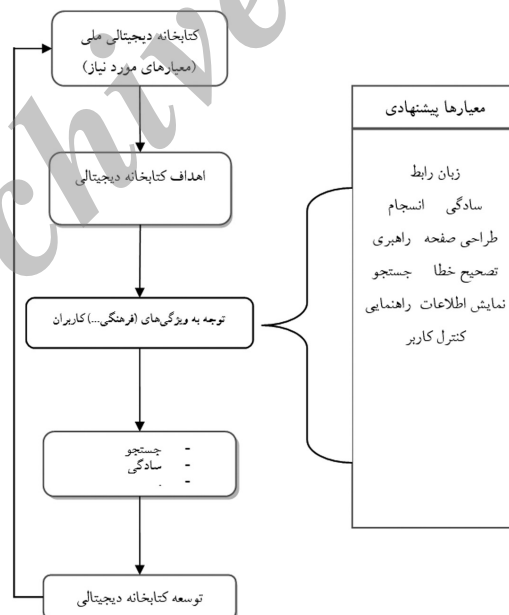 کتابخانه دیجیتالی ملی
(معیارهای مورد نیاز)
اهداف کتابخانه دیجیتالی
توجه به ویژگی‌های (فرهنگی...) کاربران
- جستجو
- سادگی
- .
توسعه کتابخانه دیجیتالی
معیارها پیشنهادی
زبان رابط
سادگی انسجام
طراحی صفحه راهبری
تصحیح خطا جستجو
نمایش اطلاعات راهنمایی
کنترل کاربر
chive